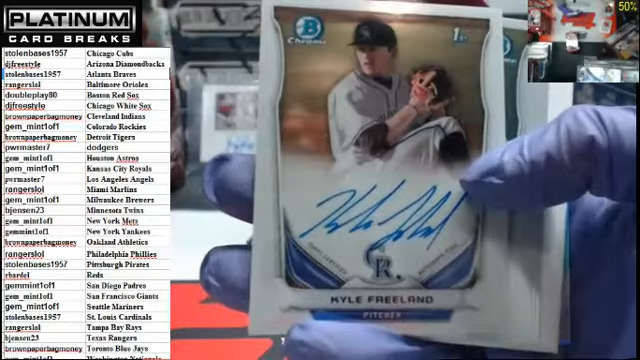 PLATINUM
CARD BREAKS
stolenbases1957 Chicago Cubs
djfreestyle Arizona Diamondbacks
stolenbases1957 Atlanta Braves
rangerslol Baltimore Orioles
doubleplay80 Boston Red Sox
djfreestyle Chicago White Sox
brownpaperbagmoney Cleveland Indians
gem_mint1of1 Colorado Rockies
brownpaperbagmoney Detroit Tigers
pwrmaster7 dodgers
gem_mint1of1 Houston Astros
gem_mint1of1 Kansas City Royals
pwrmaster7 Los Angeles Angels
rangerslol Miami Marlins
gem_mint1of1 Milwaukee Brewers
bjensen23 Minnesota Twins
gem_mint1of1 New York Mets
gemmint1of1 New York Yankees
brownpaperbagmoney Oakland Athletics
rangerslol Philadelphia Phillies
stolenbases1957 Pittsburgh Pirates
rbardel Reds
gemmint1of1 San Diego Padres
gem_mint1of1 San Francisco Giants
gem_mint1of1 Seattle Mariners
stolenbases1957 St. Louis Cardinals
rangerslol Tampa Bay Rays
bjensen23 Texas Rangers
brownpaperbagmoney Toronto Blue Jays
gem_mint1of1 Washington Nationals
B
Chrome
1st
CR
KYLE FREELAND
PITCHER
50%